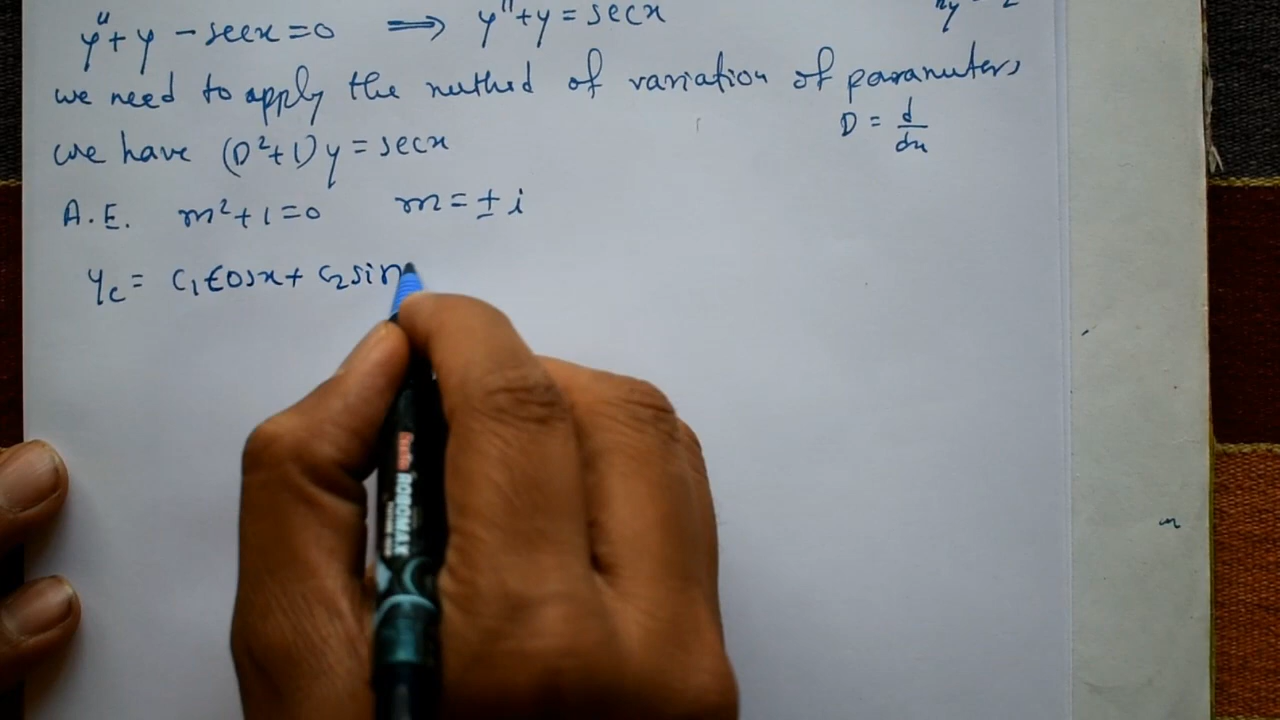 y'' + y - secx = 0 ⟹ y'' + y = secx
we need to apply the method of variation of parameters
D = d/dx
we have (D²+1)y = secx
A.E. m²+1=0 m = ± i
y_c = c₁cosx + c₂sin
ROBOMAX